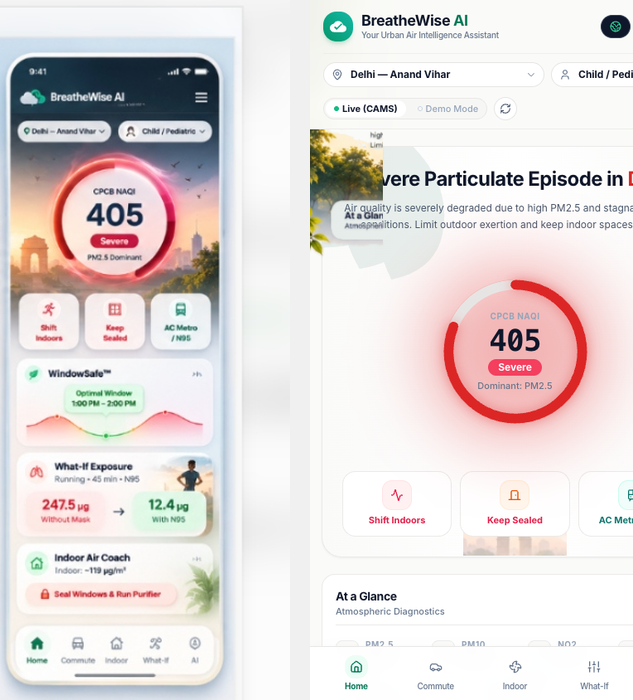 9:41
BreatheWise AI
Delhi – Anand Vihar
Child / Pediatric
CPCB NAQI
405
Severe
PM2.5 Dominant
Shift
Indoors
Keep
Sealed
AC Metro
/ N95
WindowSafe™
Optimal Window
1:00 PM – 2:00 PM
What-If Exposure
Running • 45 min • N95
247.5 μg
Without Mask
→
12.4 μg
With N95
Indoor Air Coach
Indoor: ~119 μg/m³
Seal Windows & Run Purifier
Home
Commute
Indoor
What-If
AI
BreatheWise AI
Your Urban Air Intelligence Assistant
Delhi — Anand Vihar
Child / Pedi
Live (CAMS)
Demo Mode
high
Lim
vere Particulate Episode in D
Air quality is severely degraded due to high PM2.5 and stagna
At a Glan
Atmospher
onditions. Limit outdoor exertion and keep indoor spaces
CPCB NAQI
405
Severe
Dominant: PM2.5
Shift Indoors
Keep Sealed
AC Metr
At a Glance
Atmospheric Diagnostics
PM2.5
PM10
NO2
Home
Commute
Indoor
What-If